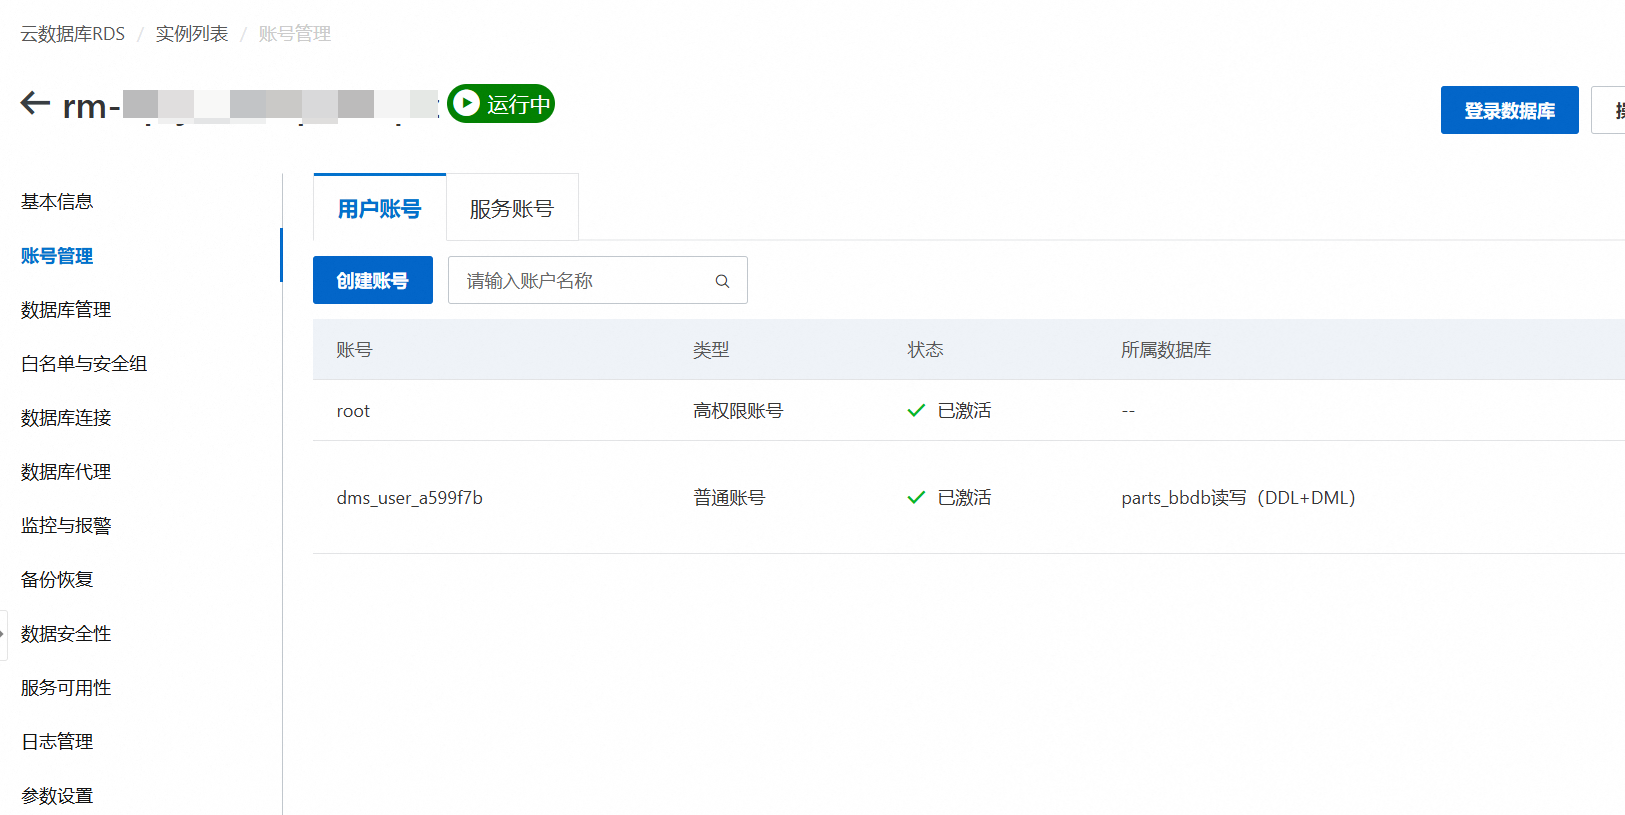 云数据库RDS / 实例列表 / 账号管理
rm-
运行中
登录数据库
基本信息
账号管理
数据库管理
白名单与安全组
数据库连接
数据库代理
监控与报警
备份恢复
数据安全性
服务可用性
日志管理
参数设置
用户账号 服务账号
创建账号 请输入账户名称
账号 类型 状态 所属数据库
root 高权限账号 已激活 --
dms_user_a599f7b 普通账号 已激活 parts_bbdb读写（DDL+DML）